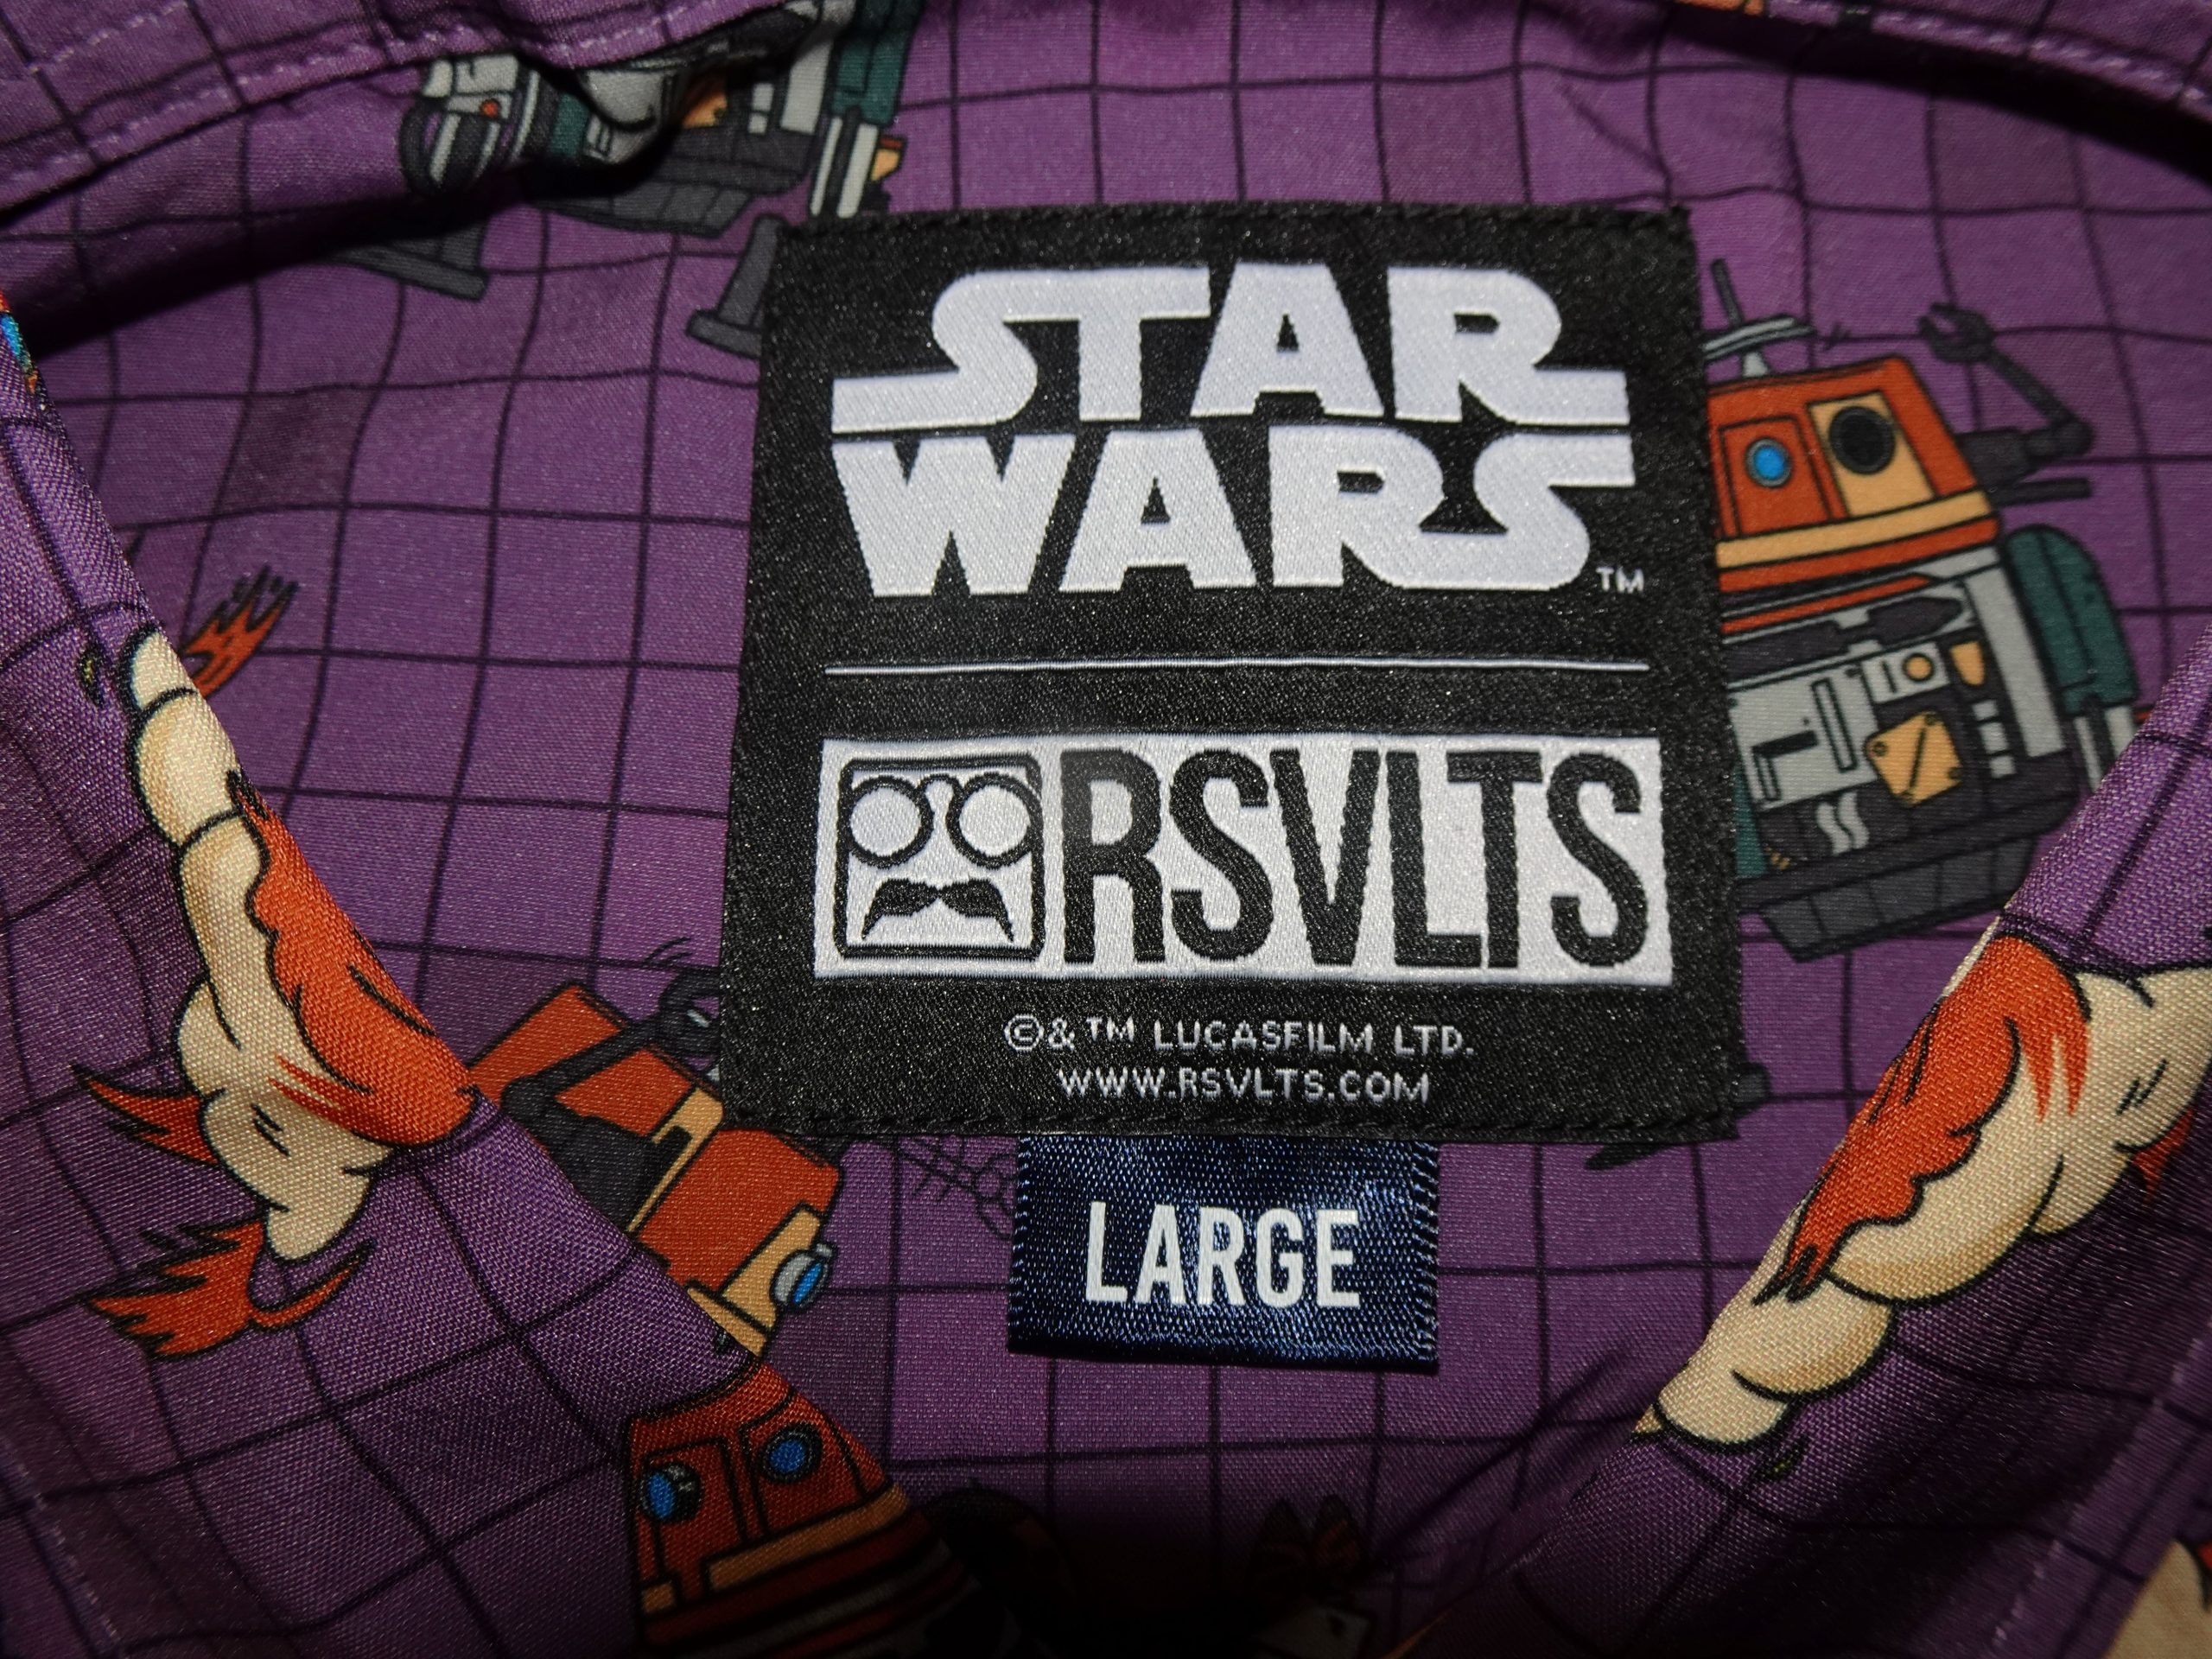 STAR
WARS
TM
RSVLTS
©&™ LUCASFILM LTD.
WWW.RSVLTS.COM
LARGE